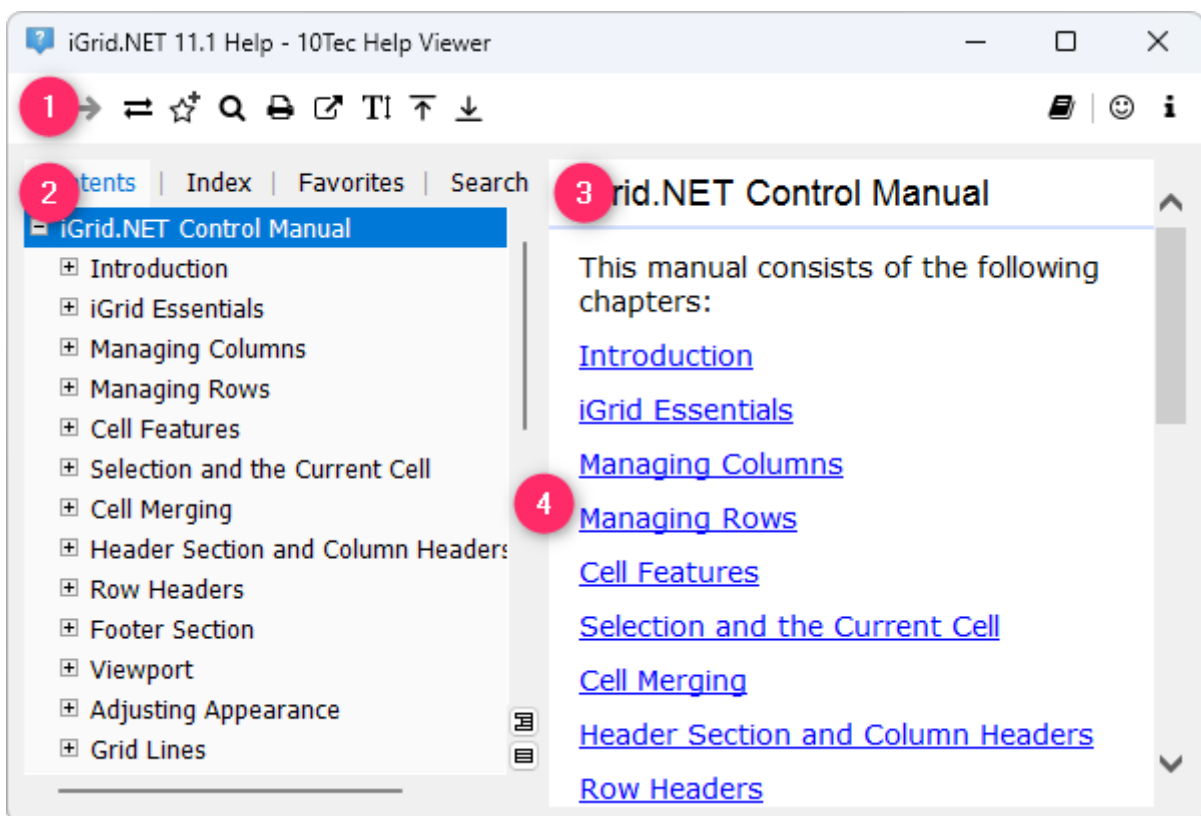 iGrid.NET 11.1 Help - 10Tec Help Viewer
1
2
tents | Index | Favorites | Search
iGrid.NET Control Manual
Introduction
iGrid Essentials
Managing Columns
Managing Rows
Cell Features
Selection and the Current Cell
Cell Merging
Header Section and Column Headers
Row Headers
Footer Section
Viewport
Adjusting Appearance
Grid Lines
3
rid.NET Control Manual
This manual consists of the following
chapters:
Introduction
iGrid Essentials
Managing Columns
4
Managing Rows
Cell Features
Selection and the Current Cell
Cell Merging
Header Section and Column Headers
Row Headers